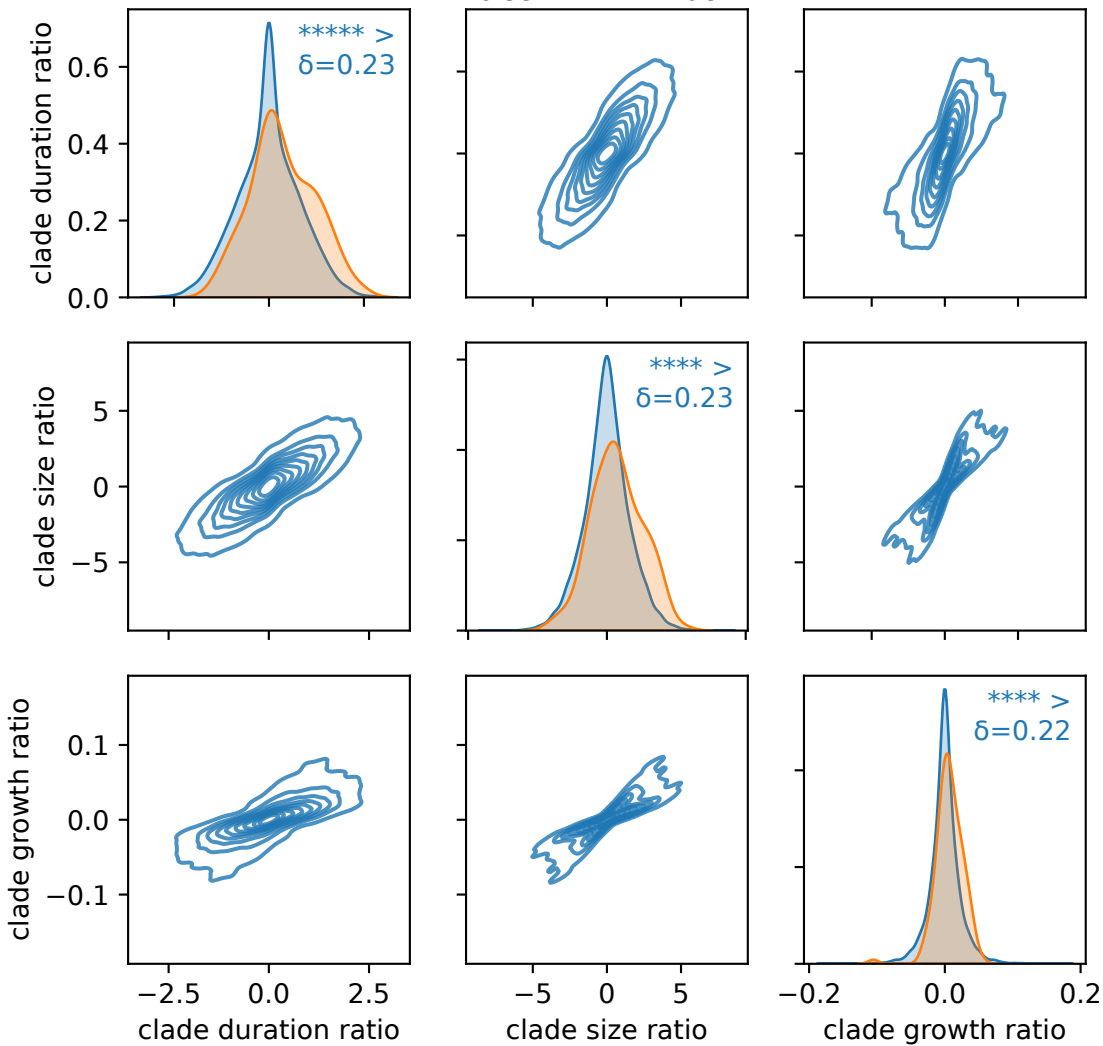 ***** >
δ=0.23
clade duration ratio
0.6
0.4
0.2
0.0
**** >
δ=0.23
clade size ratio
5
0
−5
**** >
δ=0.22
clade growth ratio
0.1
0.0
−0.1
−2.5 0.0 2.5
−5 0 5
−0.2 0.0 0.2
clade duration ratio
clade size ratio
clade growth ratio